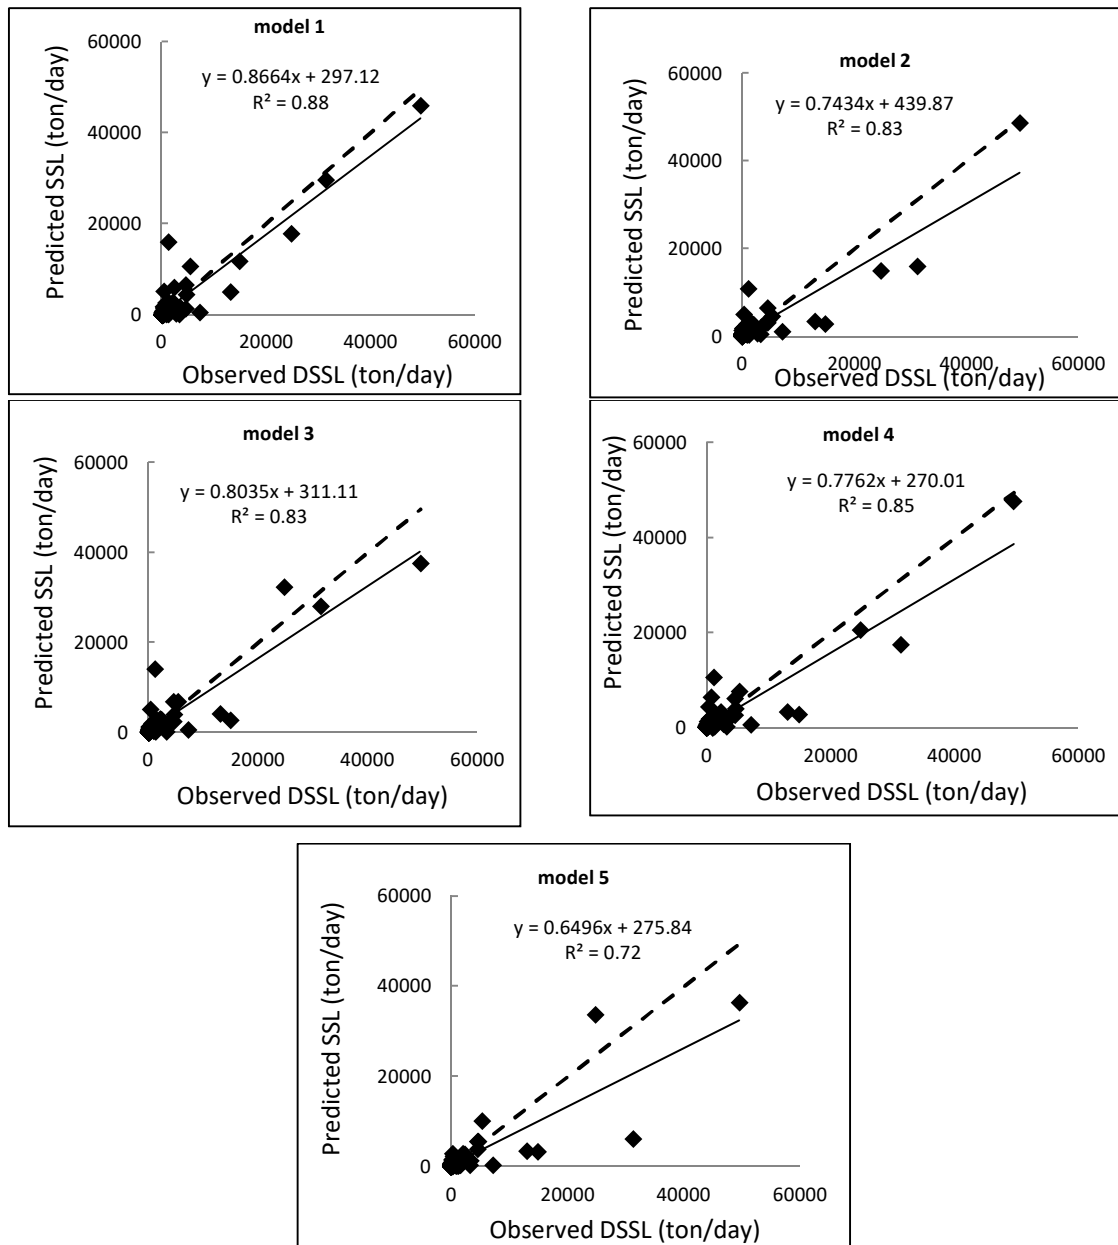 model 1
y = 0.8664x + 297.12
R² = 0.88
Predicted SSL (ton/day)
60000
40000
20000
0
0 20000 40000 60000
Observed DSSL (ton/day)
model 2
y = 0.7434x + 439.87
R² = 0.83
Predicted SSL (ton/day)
60000
40000
20000
0
0 20000 40000 60000
Observed DSSL (ton/day)
model 3
y = 0.8035x + 311.11
R² = 0.83
Predicted SSL (ton/day)
60000
40000
20000
0
0 20000 40000 60000
Observed DSSL (ton/day)
model 4
y = 0.7762x + 270.01
R² = 0.85
Predicted SSL (ton/day)
60000
40000
20000
0
0 20000 40000 60000
Observed DSSL (ton/day)
model 5
y = 0.6496x + 275.84
R² = 0.72
Predicted SSL (ton/day)
60000
40000
20000
0
0 20000 40000 60000
Observed DSSL (ton/day)